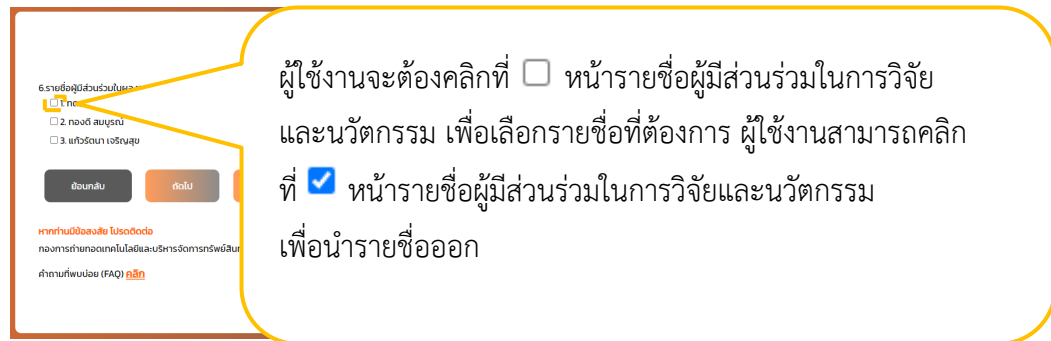 6.รายชื่อผู้มีส่วนร่วมใน
1.
2. ทองดี สมบูรณ์
3. แก้วรัตนา เจริญสุข
ย้อนกลับ
ถัดไป
หากท่านมีข้อสงสัย โปรดติดต่อ
กองการถ่ายทอดเทคโนโลยีและบริหารจัดการทรัพย์สิน
คำถามที่พบบ่อย (FAQ) คลิก
ผู้ใช้งานจะต้องคลิกที่ ☐ หน้ารายชื่อผู้มีส่วนร่วมในการวิจัย
และนวัตกรรม เพื่อเลือกรายชื่อที่ต้องการ ผู้ใช้งานสามารถคลิก
ที่ ☑ หน้ารายชื่อผู้มีส่วนร่วมในการวิจัยและนวัตกรรม
เพื่อนำรายชื่อออก